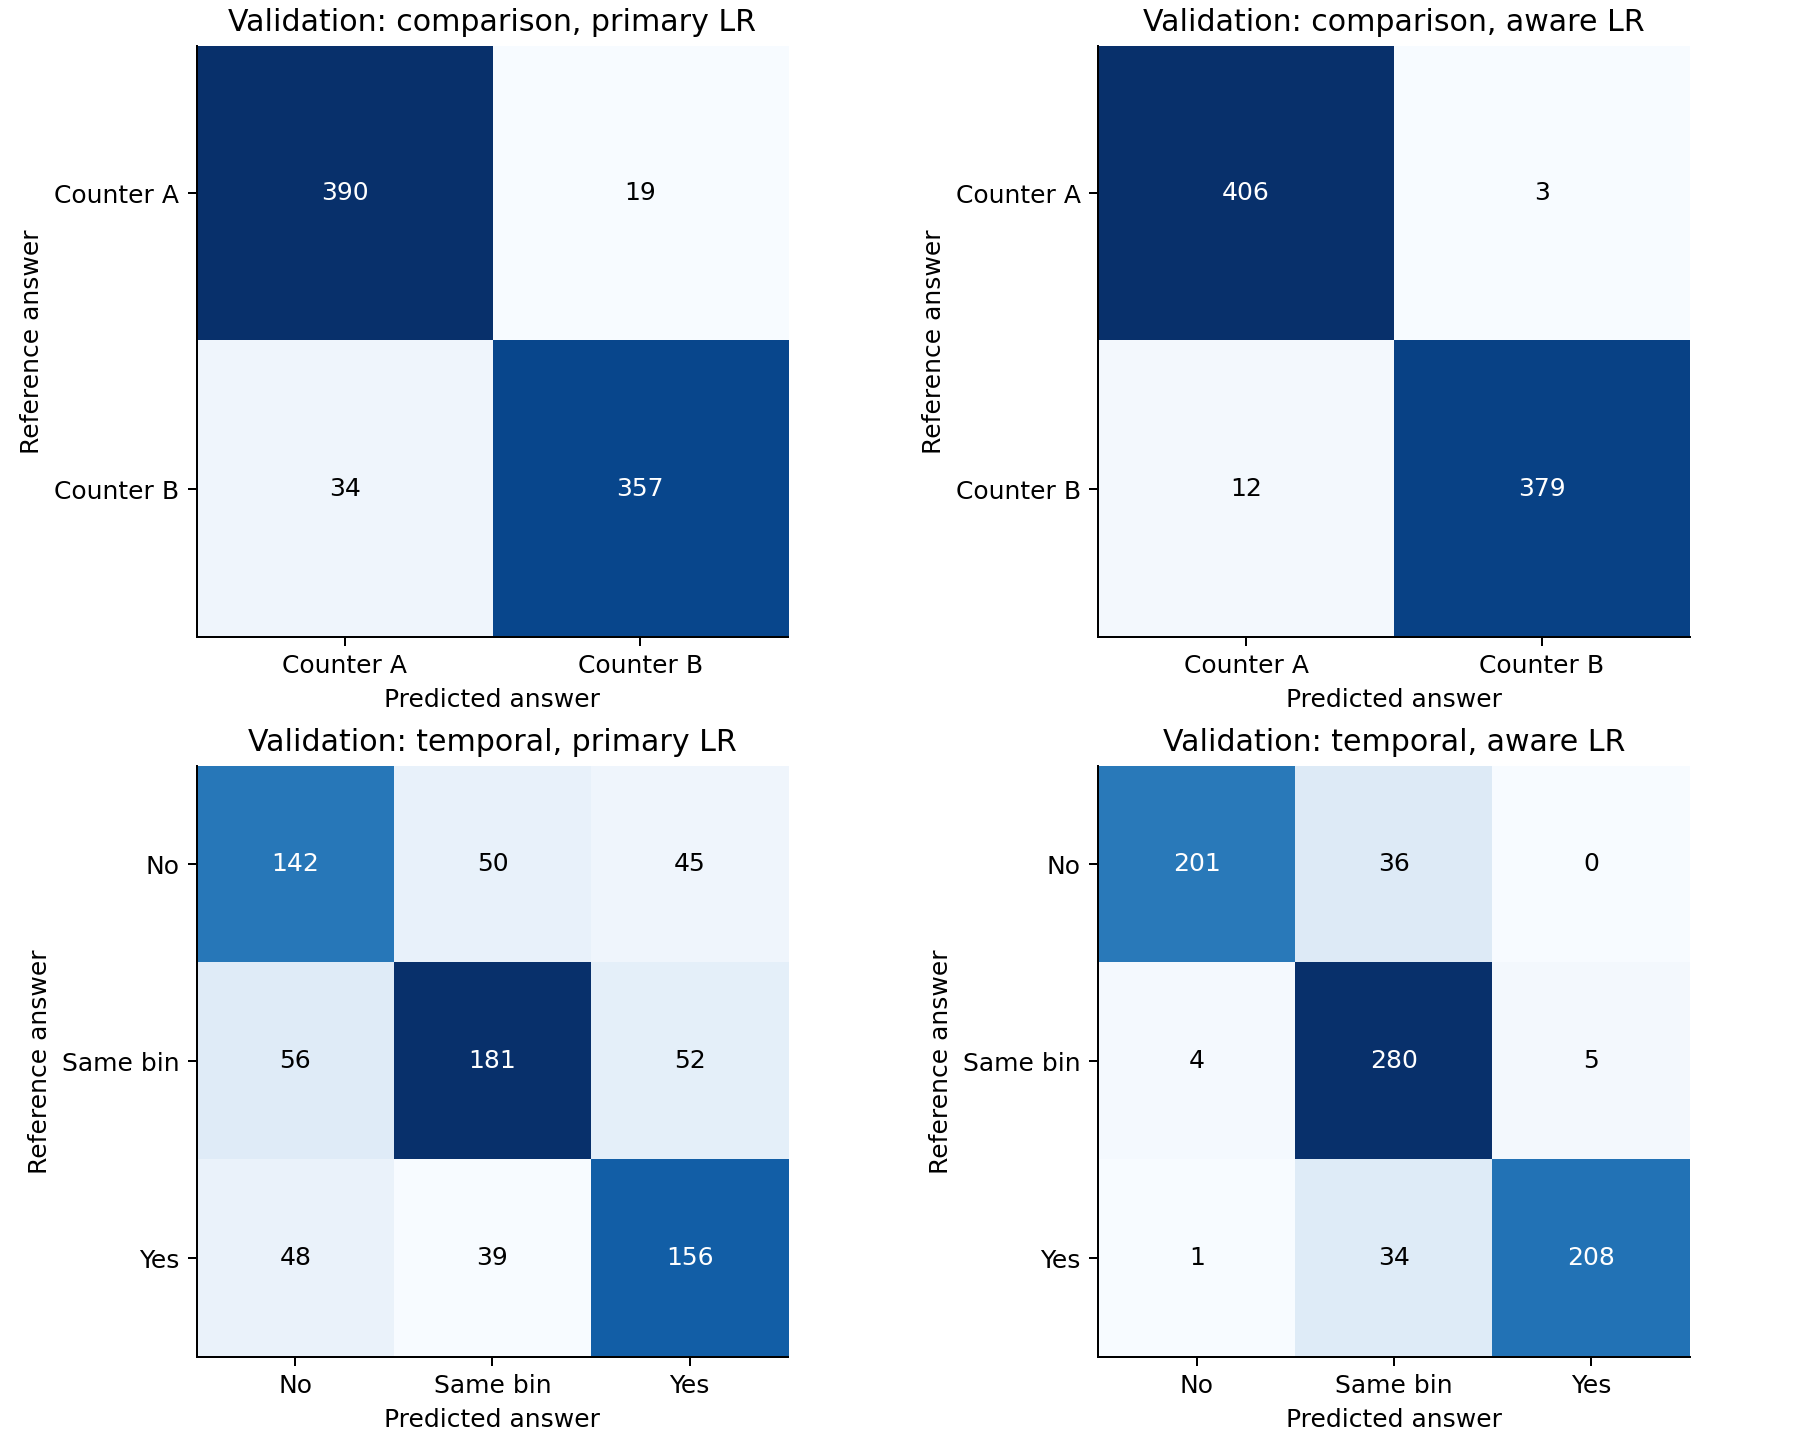 Validation: comparison, primary LR
Reference answer
Counter A
390
19
Counter B
34
357
Counter A
Counter B
Predicted answer
Validation: comparison, aware LR
Reference answer
Counter A
406
3
Counter B
12
379
Counter A
Counter B
Predicted answer
Validation: temporal, primary LR
Reference answer
No
142
50
45
Same bin
56
181
52
Yes
48
39
156
No
Same bin
Yes
Predicted answer
Validation: temporal, aware LR
Reference answer
No
201
36
0
Same bin
4
280
5
Yes
1
34
208
No
Same bin
Yes
Predicted answer